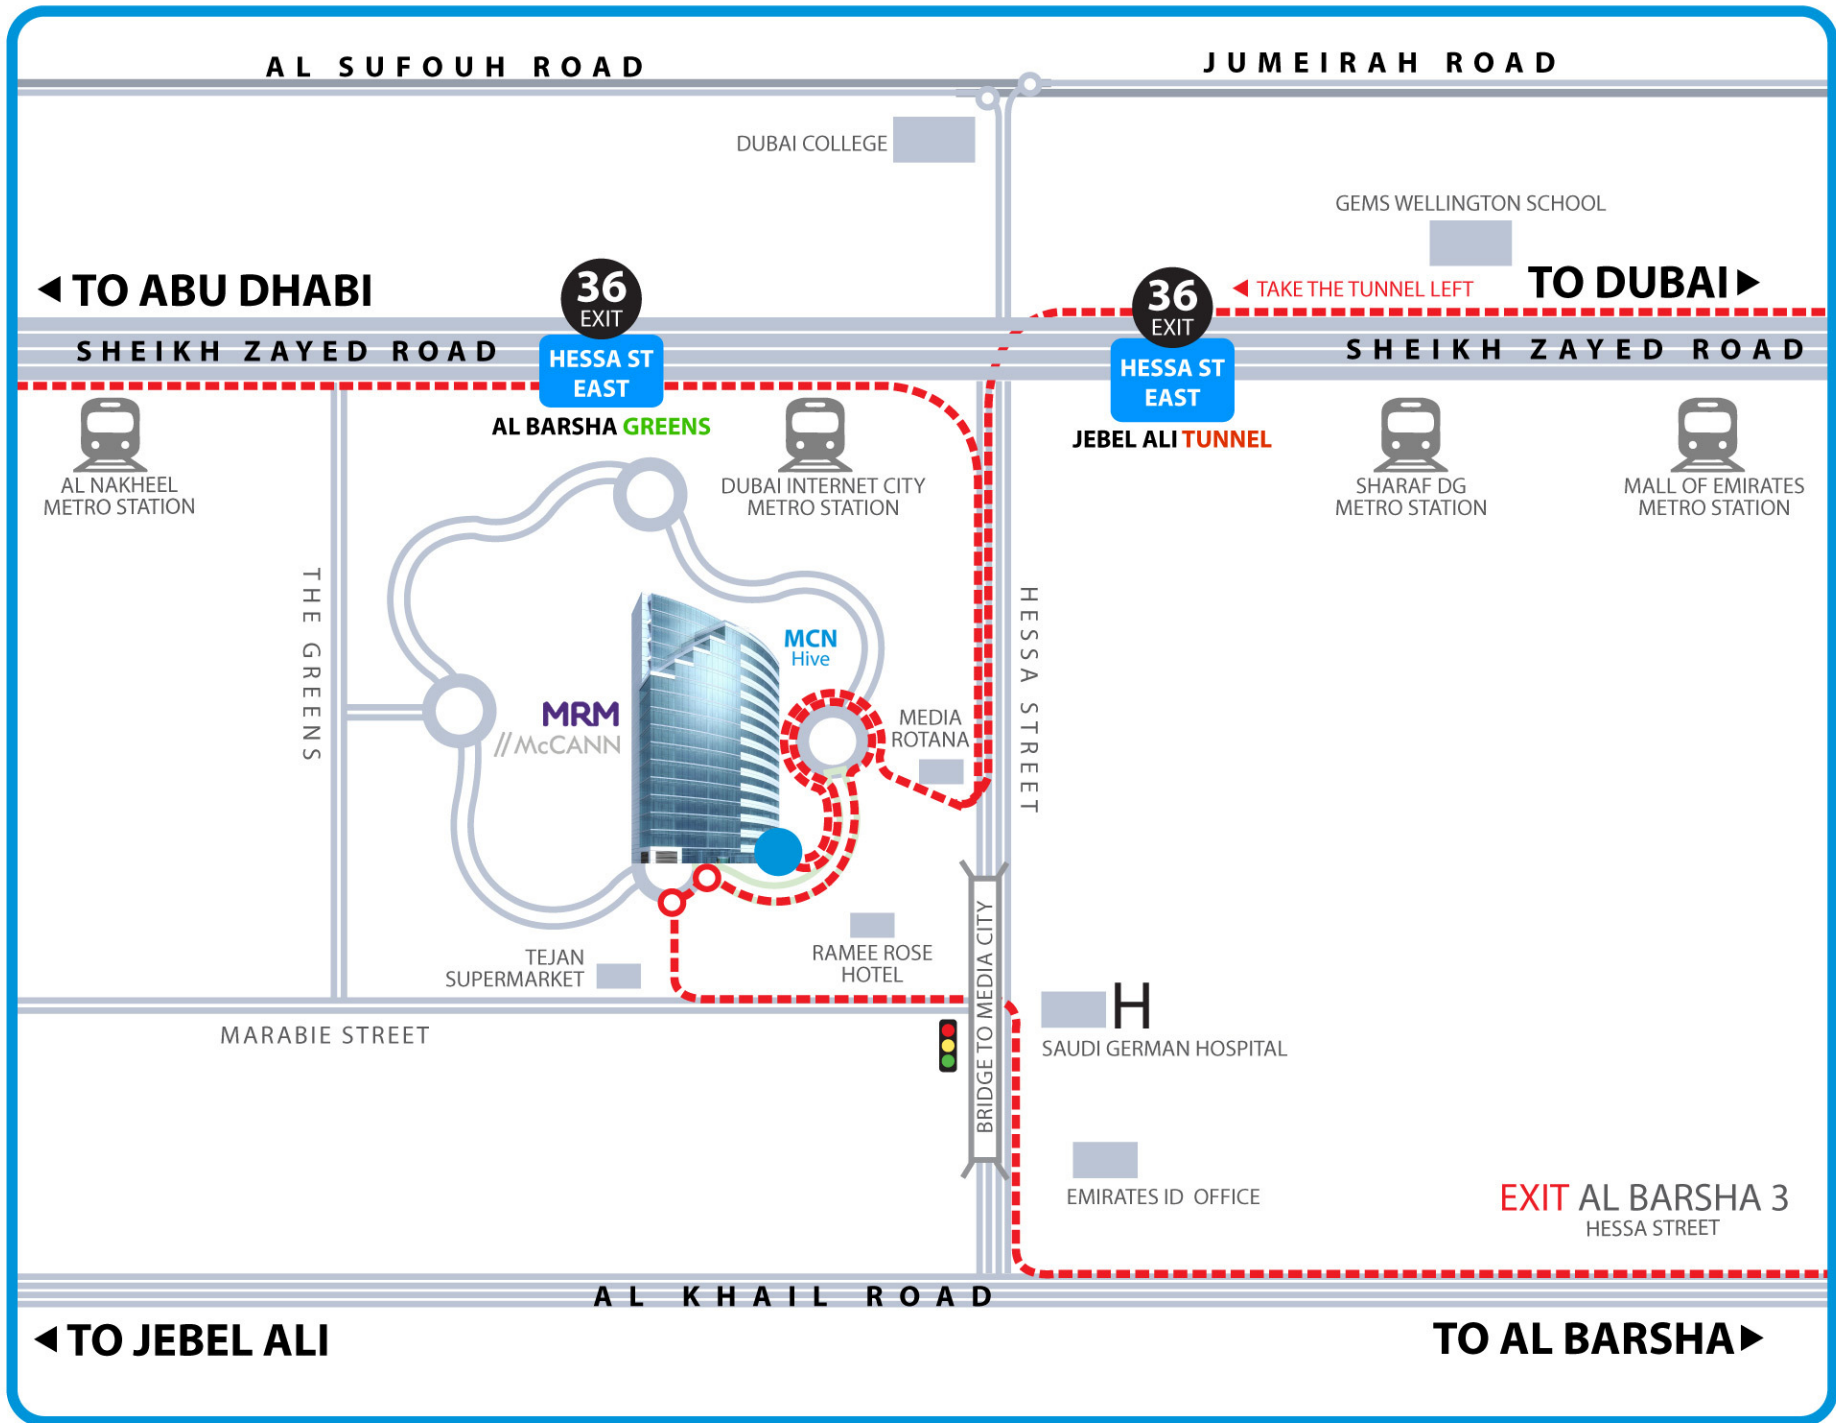 AL SUFOUH ROAD
JUMEIRAH ROAD
DUBAI COLLEGE
GEMS WELLINGTON SCHOOL
TO ABU DHABI
36
EXIT
HESSA ST
EAST
AL BARSHA GREENS
36
EXIT
HESSA ST
EAST
JEBEL ALI TUNNEL
TAKE THE TUNNEL LEFT
TO DUBAI
SHEIKH ZAYED ROAD
SHEIKH ZAYED ROAD
AL NAKHEEL
METRO STATION
DUBAI INTERNET CITY
METRO STATION
SHARAF DG
METRO STATION
MALL OF EMIRATES
METRO STATION
THE GREENS
MCN
Hive
MRM
//McCANN
MEDIA
ROTANA
HESSA STREET
TEJAN
SUPERMARKET
RAMEE ROSE
HOTEL
BRIDGE TO MEDIA CITY
H
SAUDI GERMAN HOSPITAL
MARABIE STREET
EMIRATES ID OFFICE
EXIT AL BARSHA 3
HESSA STREET
AL KHAIL ROAD
TO JEBEL ALI
TO AL BARSHA